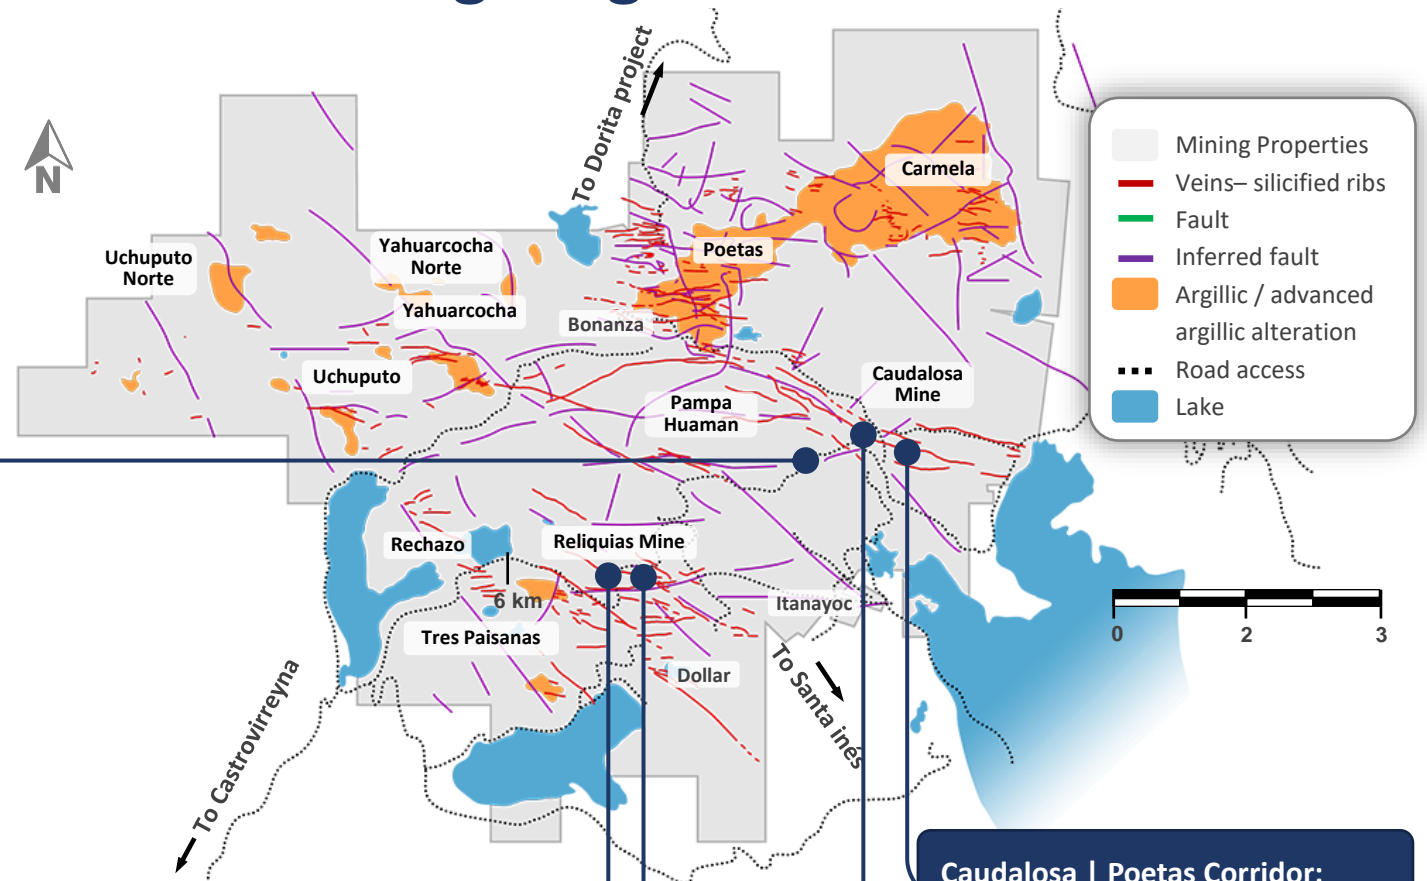 To Dorita project
N
Mining Properties
Veins– silicified ribs
Fault
Inferred fault
Argillic / advanced
argillic alteration
Road access
Lake
Carmela
Poetas
Uchuputo
Norte
Yahuarcocha
Norte
Yahuarcocha
Bonanza
Uchuputo
Caudalosa
Mine
Pampa
Huaman
Rechazo
Reliquias Mine
6 km
Itanayoc
Tres Paisanas
Dollar
0 2 3
To Santa inés
To Castrovirreyna
Caudalosa | Poetas Corridor: